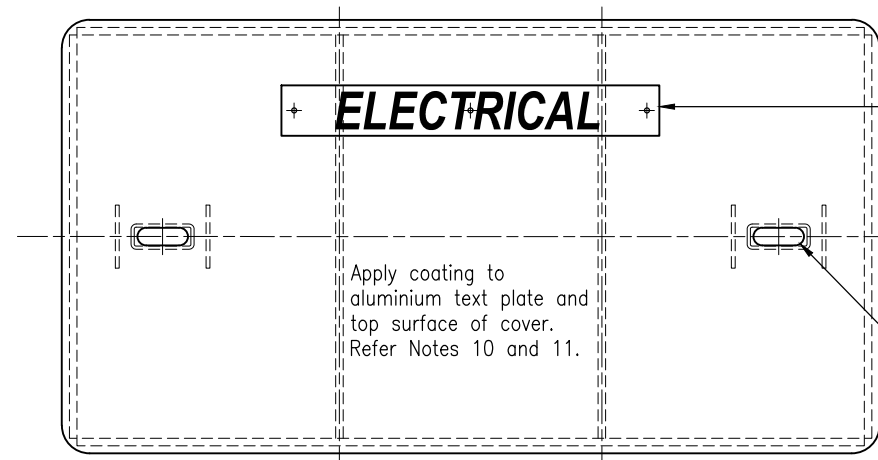 ELECTRICAL
Apply coating to
aluminium text plate and
top surface of cover.
Refer Notes 10 and 11.